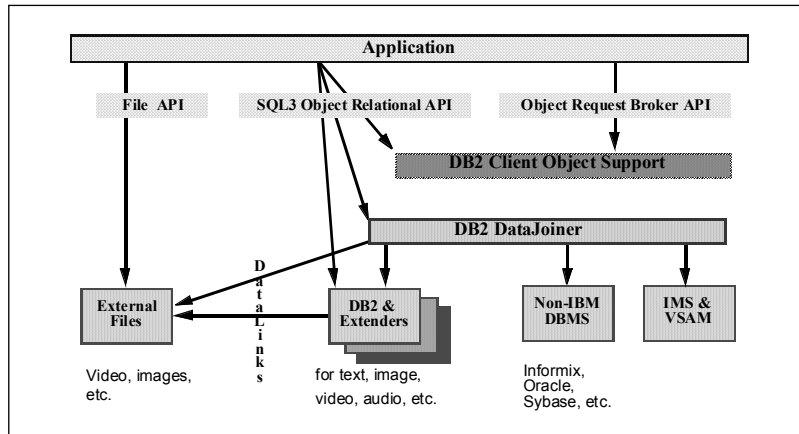 Application
File API
SQL3 Object Relational API
Object Request Broker API
DB2 Client Object Support
DB2 DataJoiner
DataLinks
External
Files
DB2 &
Extenders
Non-IBM
DBMS
IMS &
VSAM
Video, images,
etc.
for text, image,
video, audio, etc.
Informix,
Oracle,
Sybase, etc.